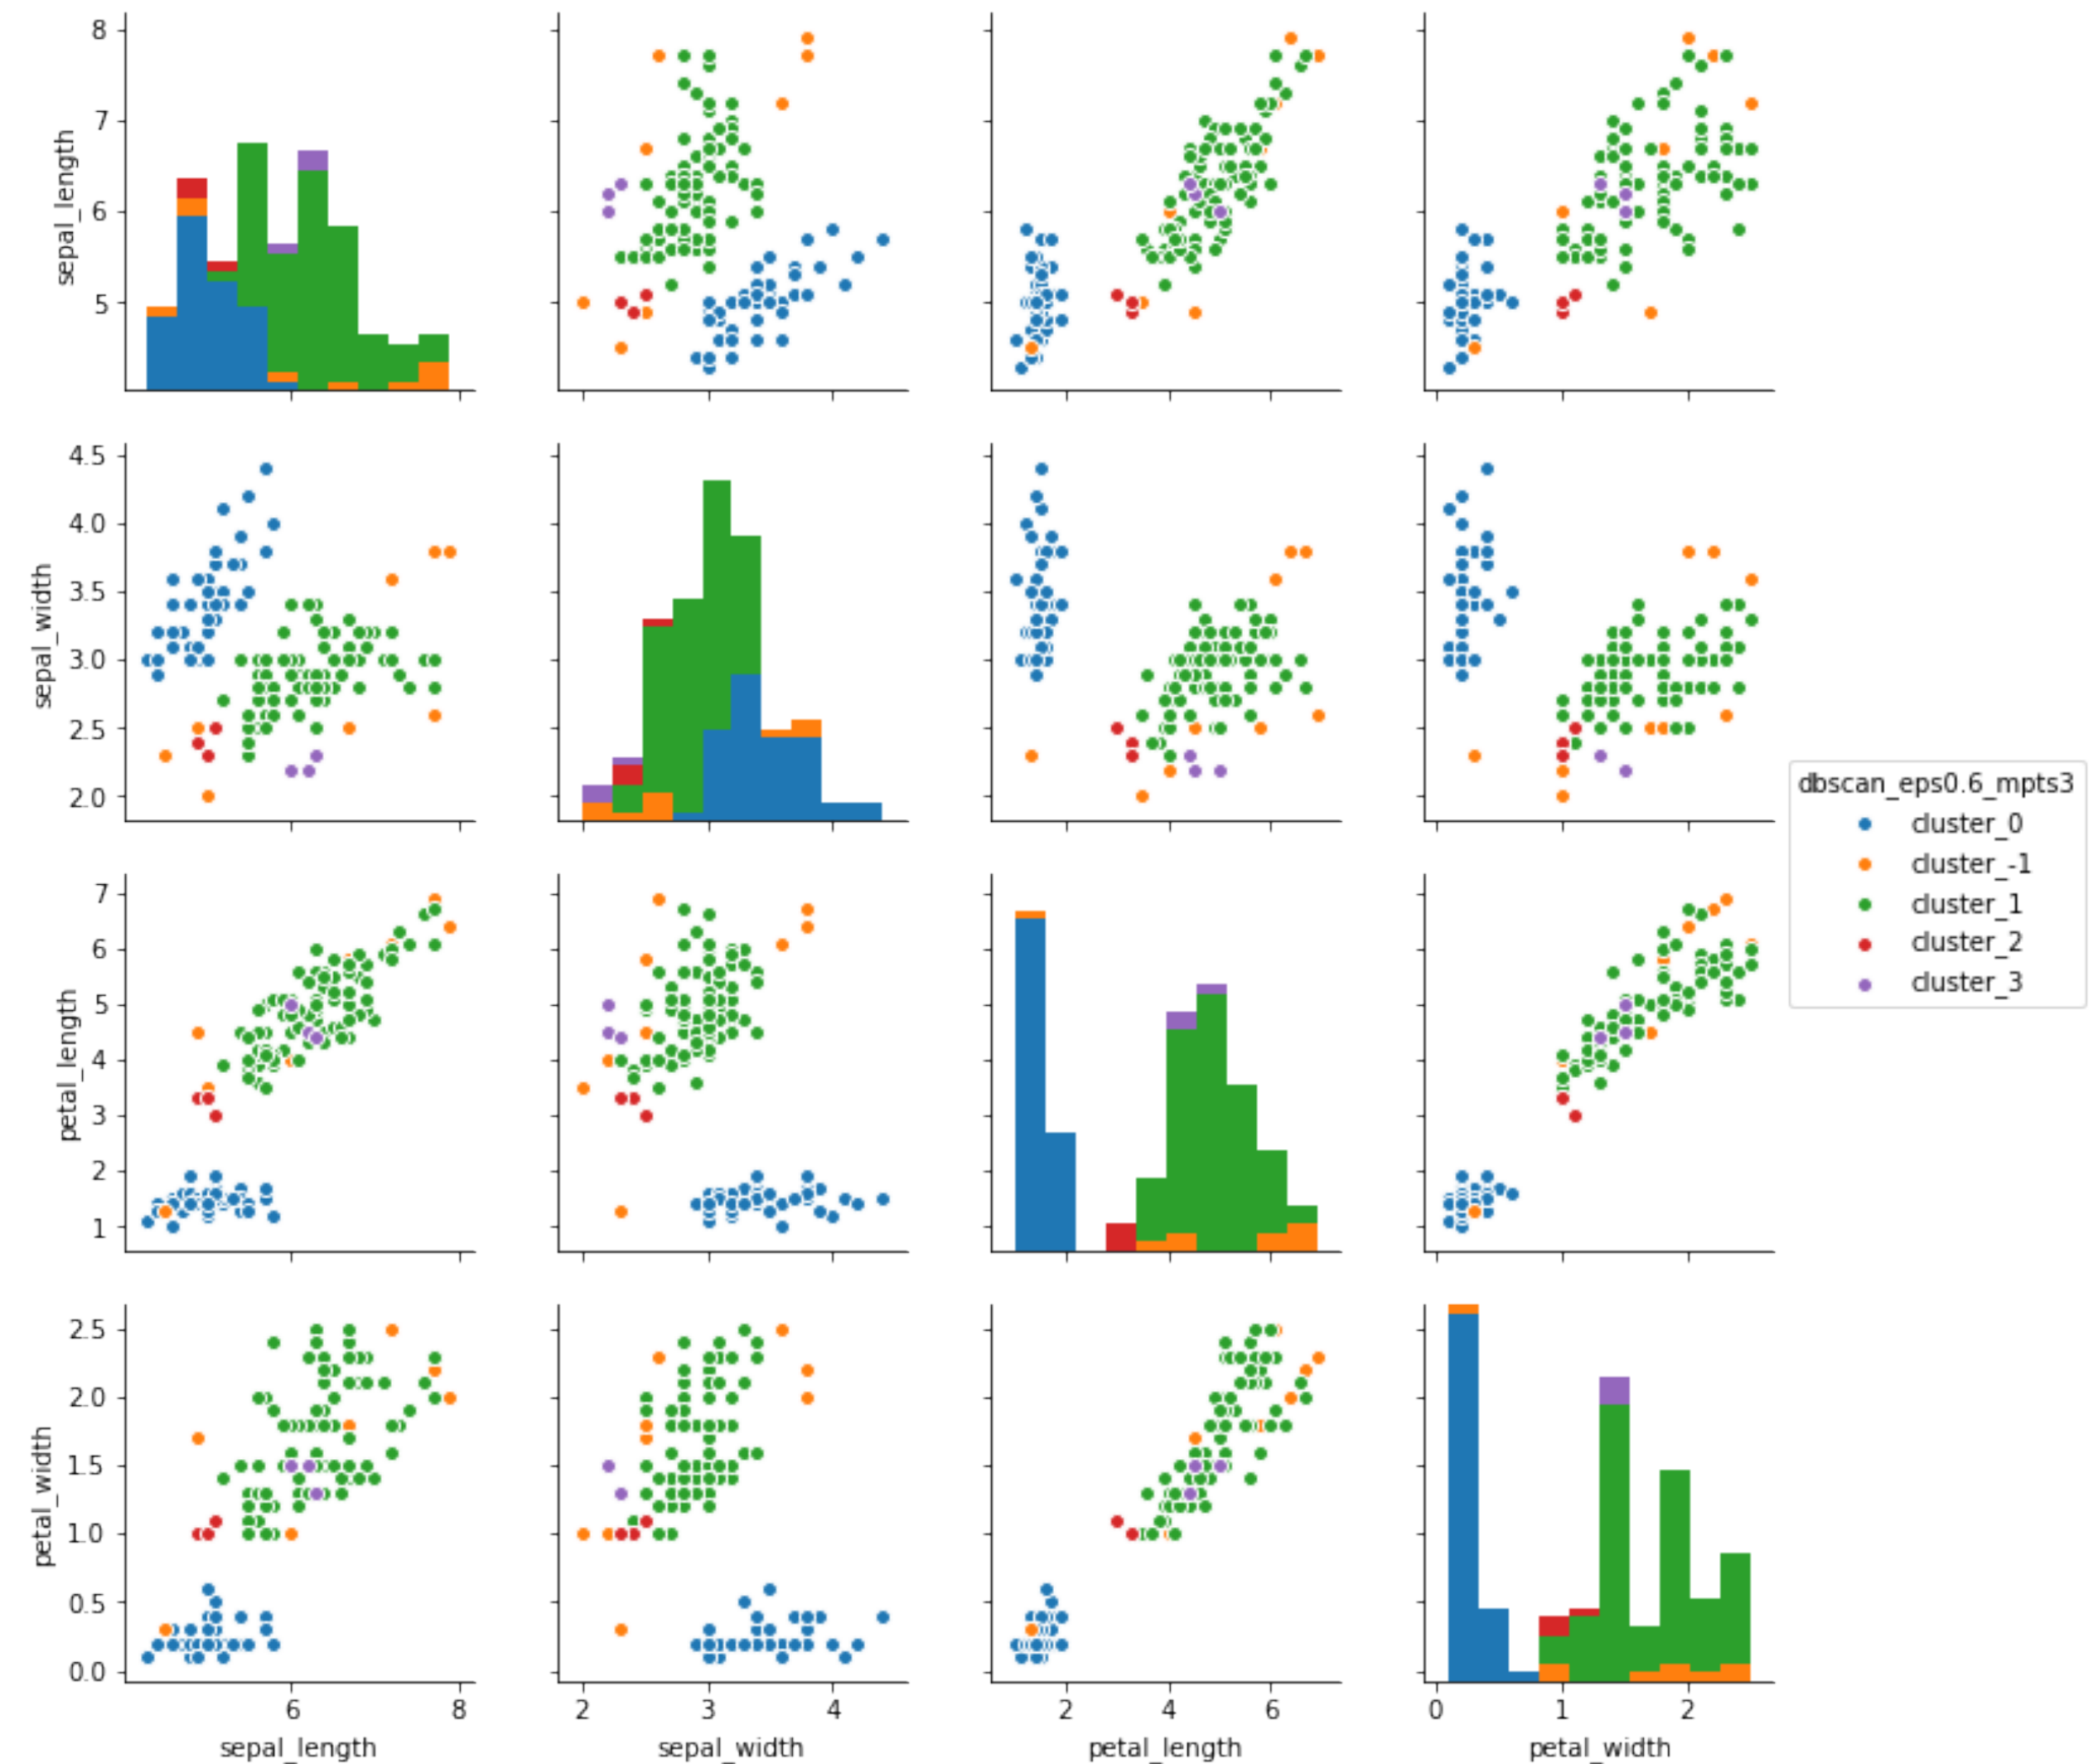 8
7
6
5
sepal_length
4.5
4.0
3.5
3.0
2.5
2.0
sepal_width
dbscan_eps0.6_mpts3
cluster_0
cluster_-1
cluster_1
cluster_2
cluster_3
7
6
5
4
3
2
1
petal_length
2.5
2.0
1.5
1.0
0.5
0.0
petal_width
6 8
2 3 4
2 4 6
0 1 2
sepal_length
sepal_width
petal_length
petal_width